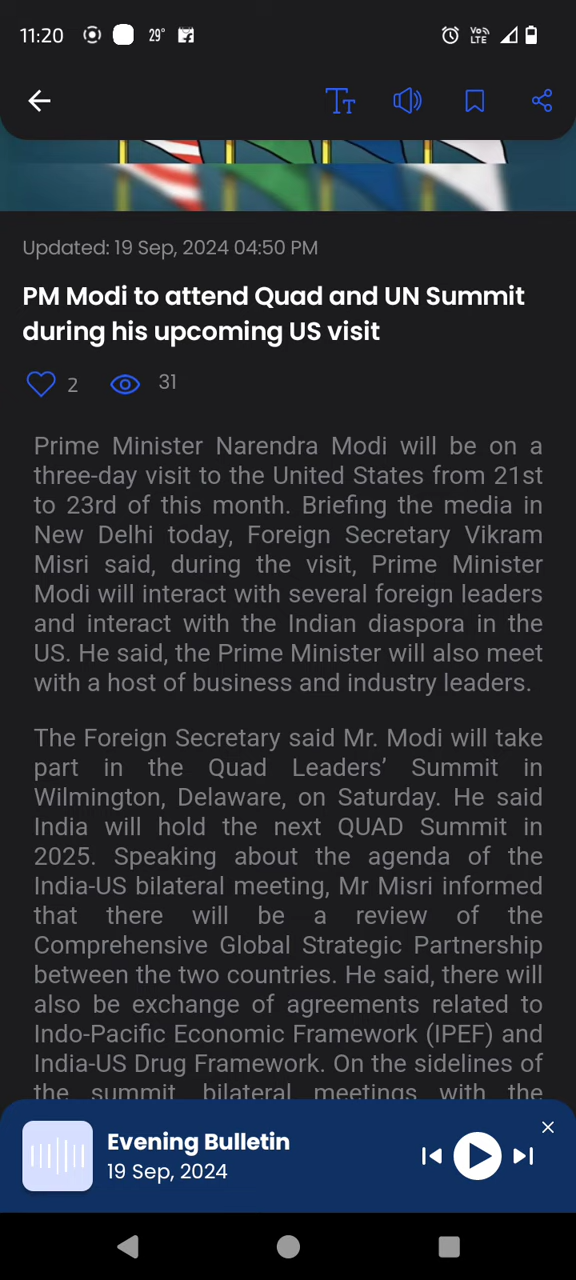 11:20
29°
Vo))
LTE
TT
Updated: 19 Sep, 2024 04:50 PM
PM Modi to attend Quad and UN Summit
during his upcoming US visit
2
31
Prime Minister Narendra Modi will be on a
three-day visit to the United States from 21st
to 23rd of this month. Briefing the media in
New Delhi today, Foreign Secretary Vikram
Misri said, during the visit, Prime Minister
Modi will interact with several foreign leaders
and interact with the Indian diaspora in the
US. He said, the Prime Minister will also meet
with a host of business and industry leaders.
The Foreign Secretary said Mr. Modi will take
part in the Quad Leaders’ Summit in
Wilmington, Delaware, on Saturday. He said
India will hold the next QUAD Summit in
2025. Speaking about the agenda of the
India-US bilateral meeting, Mr Misri informed
that there will be a review of the
Comprehensive Global Strategic Partnership
between the two countries. He said, there will
also be exchange of agreements related to
Indo-Pacific Economic Framework (IPEF) and
India-US Drug Framework. On the sidelines of
the summit, bilateral meetings with the
Evening Bulletin
19 Sep, 2024